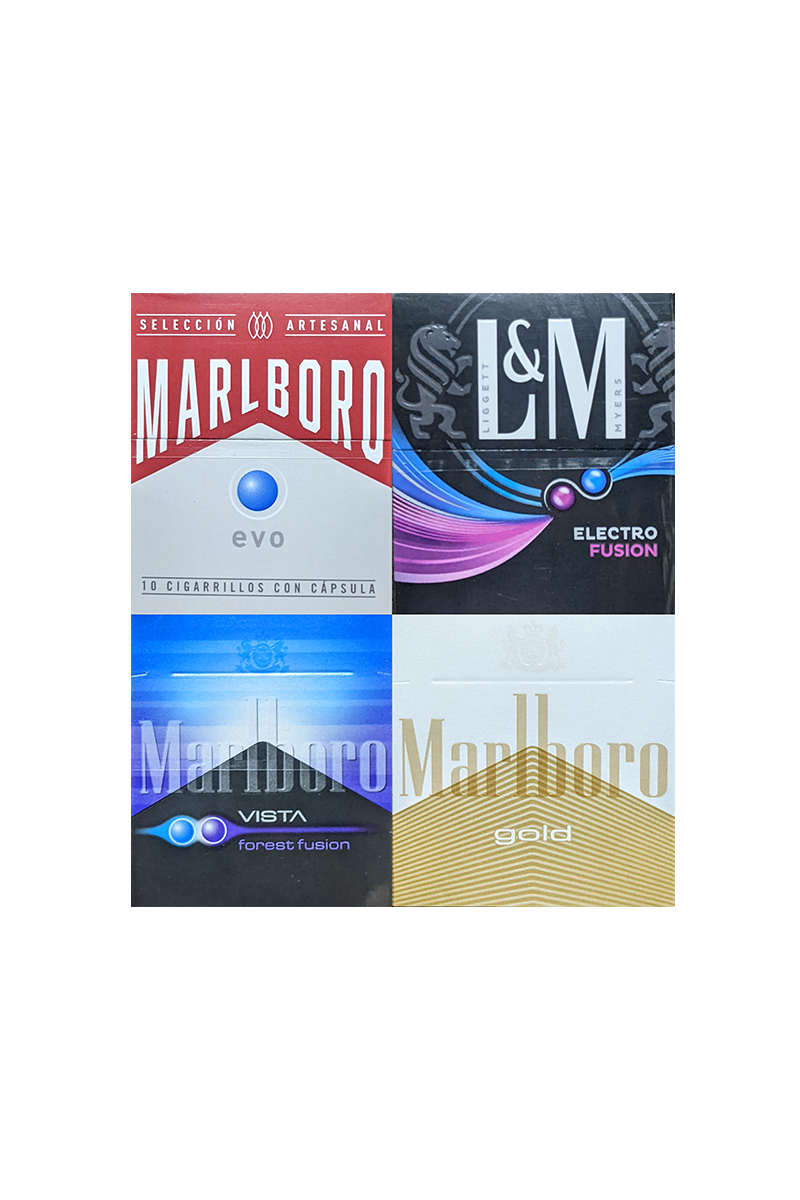 SELECCIÓN ARTESANAL
MARLBORO
evo
10 CIGARRILLOS CON CÁPSULA
L&M
LIGGETT
MYERS
ELECTRO
FUSION
Marlboro
VISTA
forest fusion
Marlboro
gold